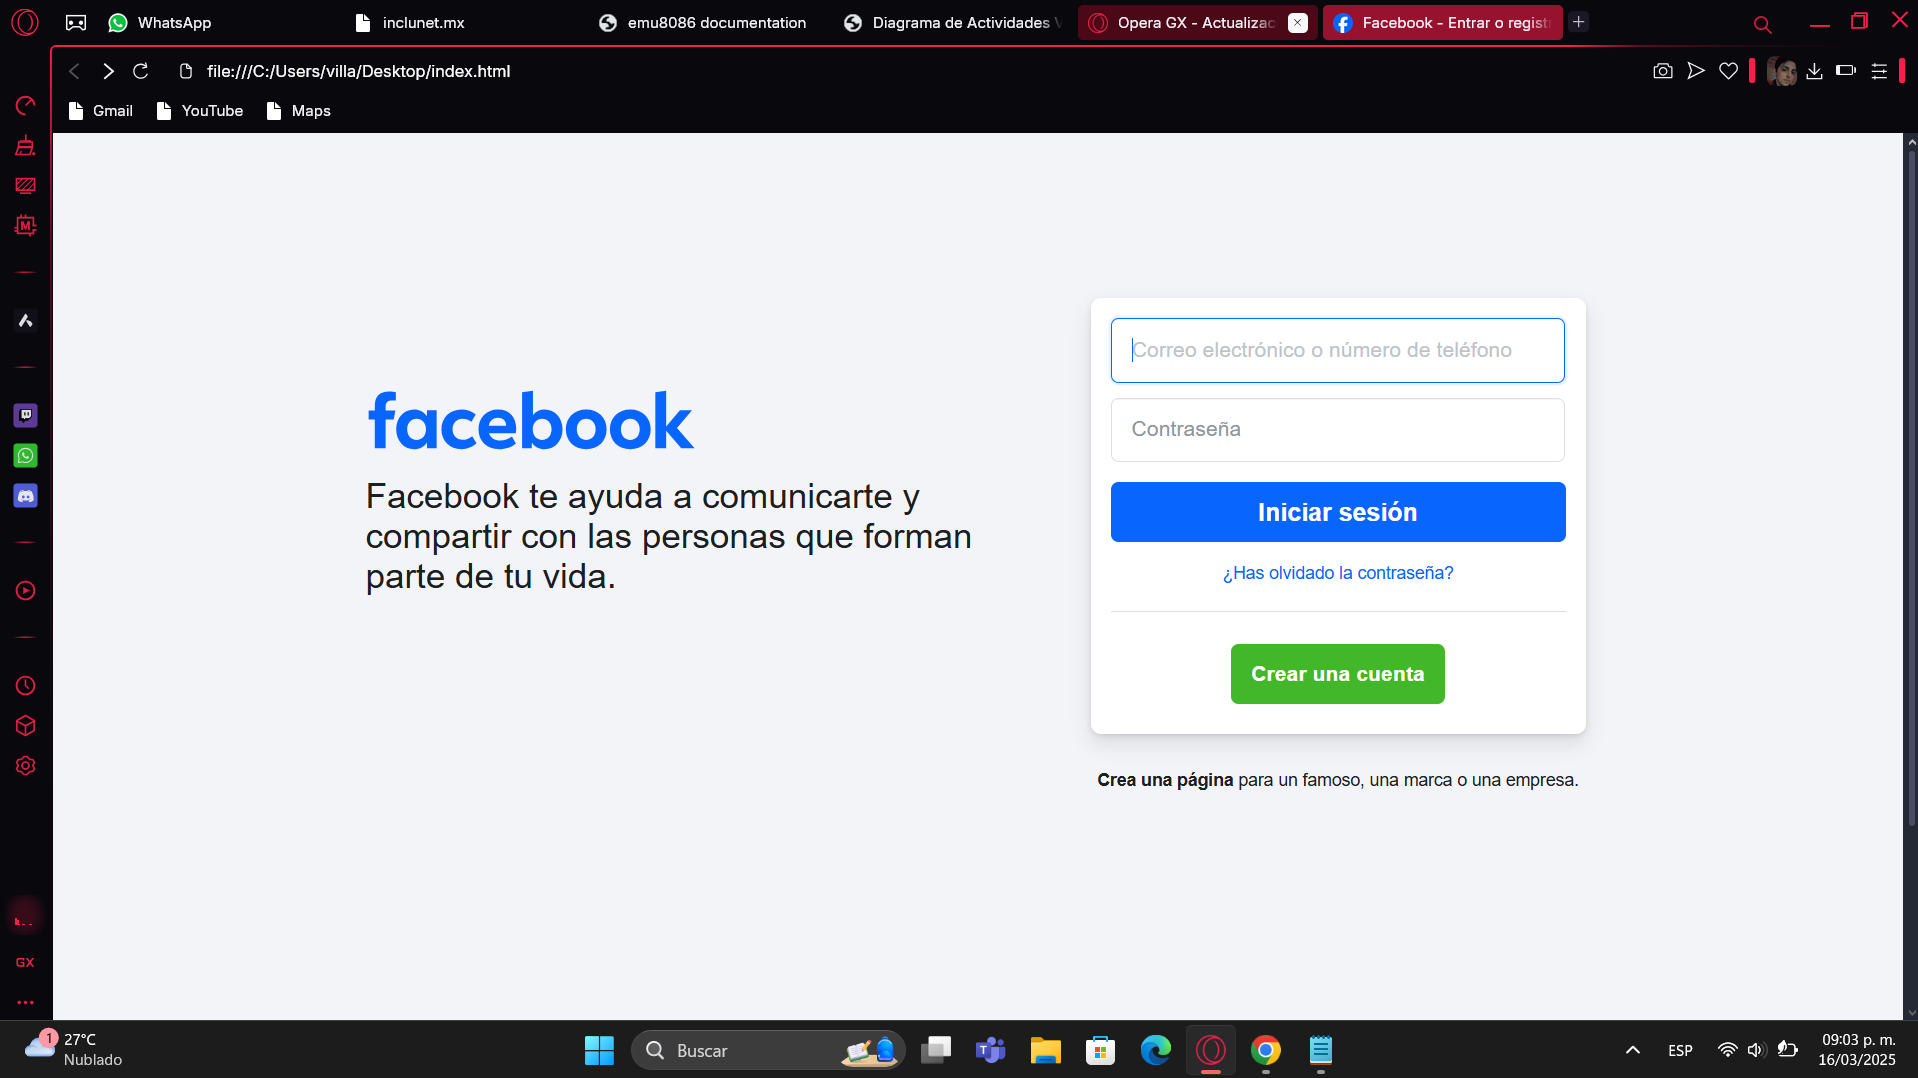 WhatsApp
inclunet.mx
emu8086 documentation
Diagrama de Actividades
Opera GX - Actualizac
Facebook - Entrar o regist
file:///C:/Users/villa/Desktop/index.html
Gmail
YouTube
Maps
M
facebook
Facebook te ayuda a comunicarte y
compartir con las personas que forman
parte de tu vida.
Correo electrónico o número de teléfono
Contraseña
Iniciar sesión
¿Has olvidado la contraseña?
Crear una cuenta
Crea una página para un famoso, una marca o una empresa.
GX
1
27°C
Nublado
Buscar
ESP
09:03 p. m.
16/03/2025